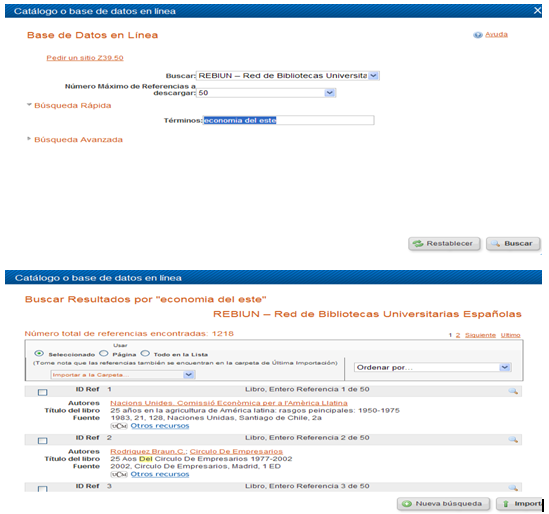 Catálogo o base de datos en línea
Base de Datos en Línea
Ayuda
Pedir un sitio Z39.50
Buscar: REBIUN – Red de Bibliotecas Universita
Número Máximo de Referencias a
descargar: 50
Búsqueda Rápida
Términos: economia del este
Búsqueda Avanzada
Restablecer
Buscar
Catálogo o base de datos en línea
Buscar Resultados por "economia del este"
REBIUN – Red de Bibliotecas Universitarias Españolas
Número total de referencias encontradas: 1218
1 2 Siguiente Ultimo
Usar
Seleccionado Página Todo en la Lista
(Tome note que las referencias también se encuentran en la carpeta de Última Importación)
Importar a la Carpeta...
Ordenar por...
ID Ref 1 Libro, Entero Referencia 1 de 50
Autores Nacions Unides. Comissió Econòmica per a l'Amèrica Llatina
Título del libro 25 años en la agricultura de América latina: rasgos peincipales: 1950-1975
Fuente 1983, 21, 128, Naciones Unidas, Santiago de Chile, 2a
Otros recursos
ID Ref 2 Libro, Entero Referencia 2 de 50
Autores Rodriguez Braun,C.; Circulo De Empresarios
Título del libro 25 Aos Del Circulo De Empresarios 1977-2002
Fuente 2002, Circulo De Empresarios, Madrid, 1 ED
Otros recursos
ID Ref 3 Libro, Entero Referencia 3 de 50
Nueva búsqueda
Import